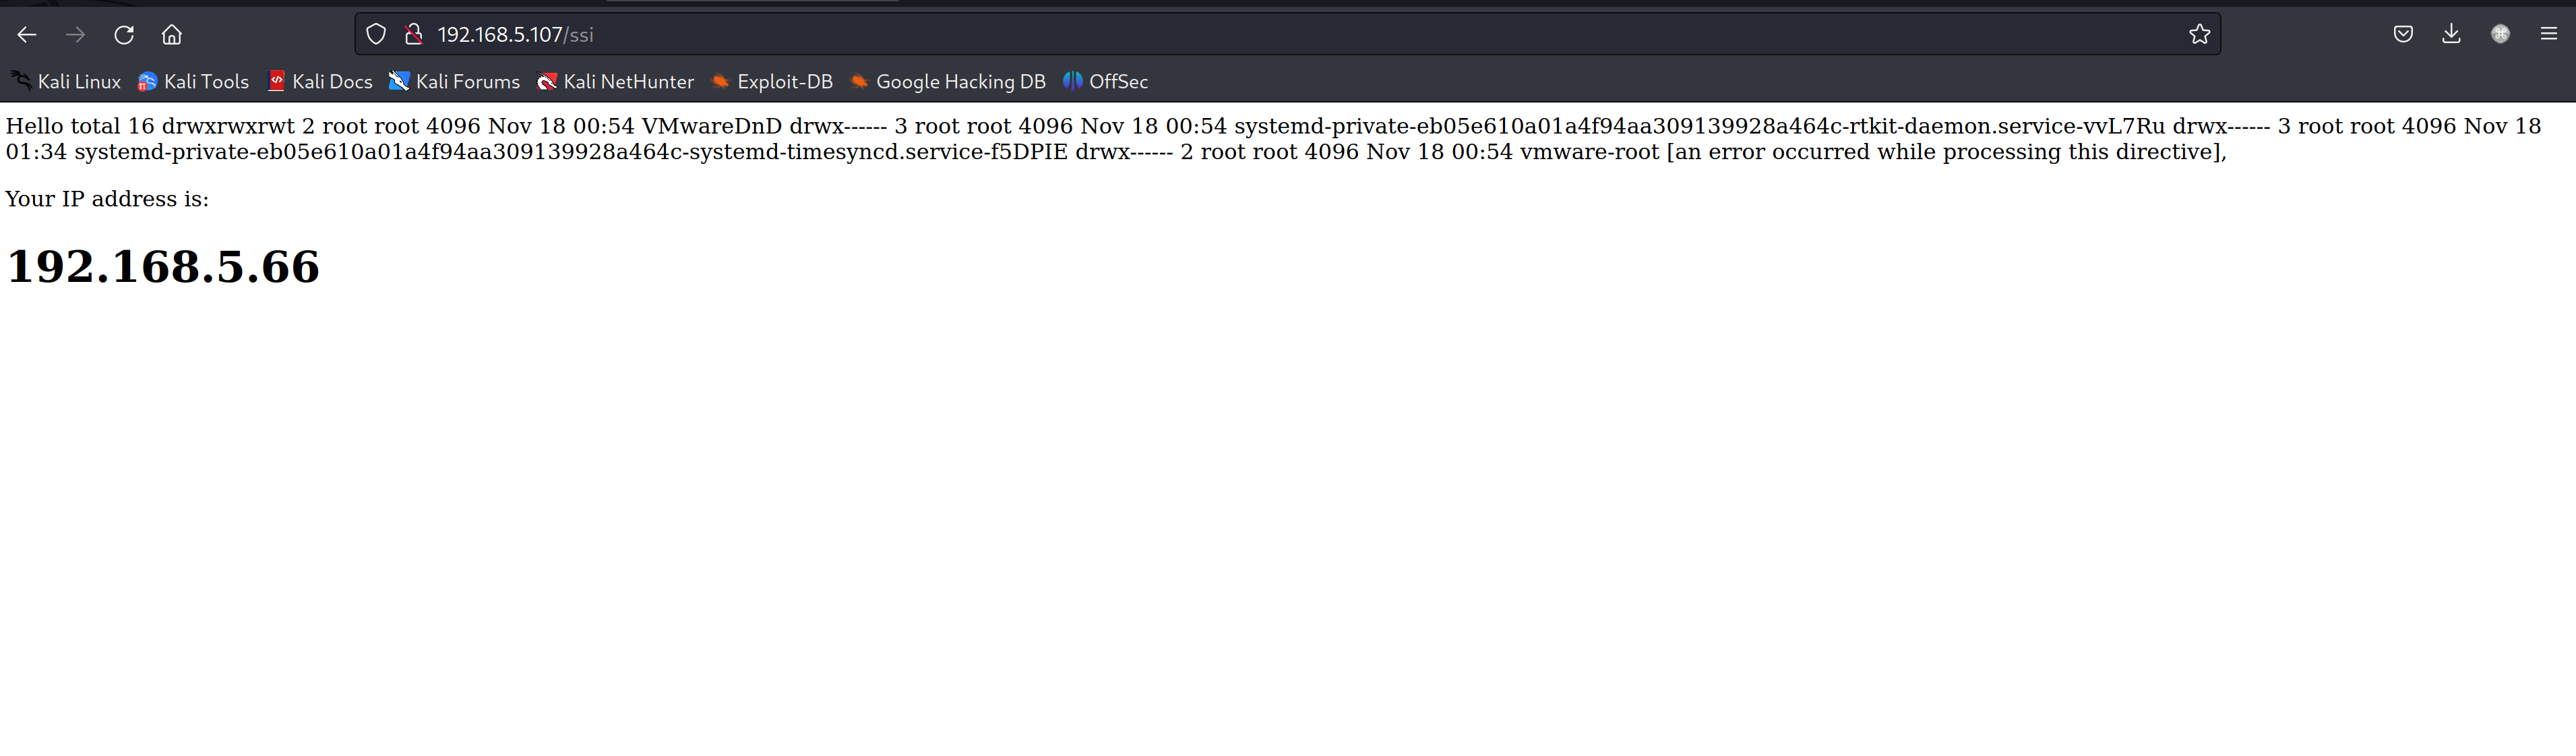 192.168.5.107/ssi
Kali Linux Kali Tools Kali Docs Kali Forums Kali NetHunter Exploit-DB Google Hacking DB OffSec
Hello total 16 drwxrwxrwt 2 root root 4096 Nov 18 00:54 VMwareDnD drwx------ 3 root root 4096 Nov 18 00:54 systemd-private-eb05e610a01a4f94aa309139928a464c-rtkit-daemon.service-vvL7Ru drwx------ 3 root root 4096 Nov 18
01:34 systemd-private-eb05e610a01a4f94aa309139928a464c-systemd-timesyncd.service-f5DPIE drwx------ 2 root root 4096 Nov 18 00:54 vmware-root [an error occurred while processing this directive],
Your IP address is:
192.168.5.66